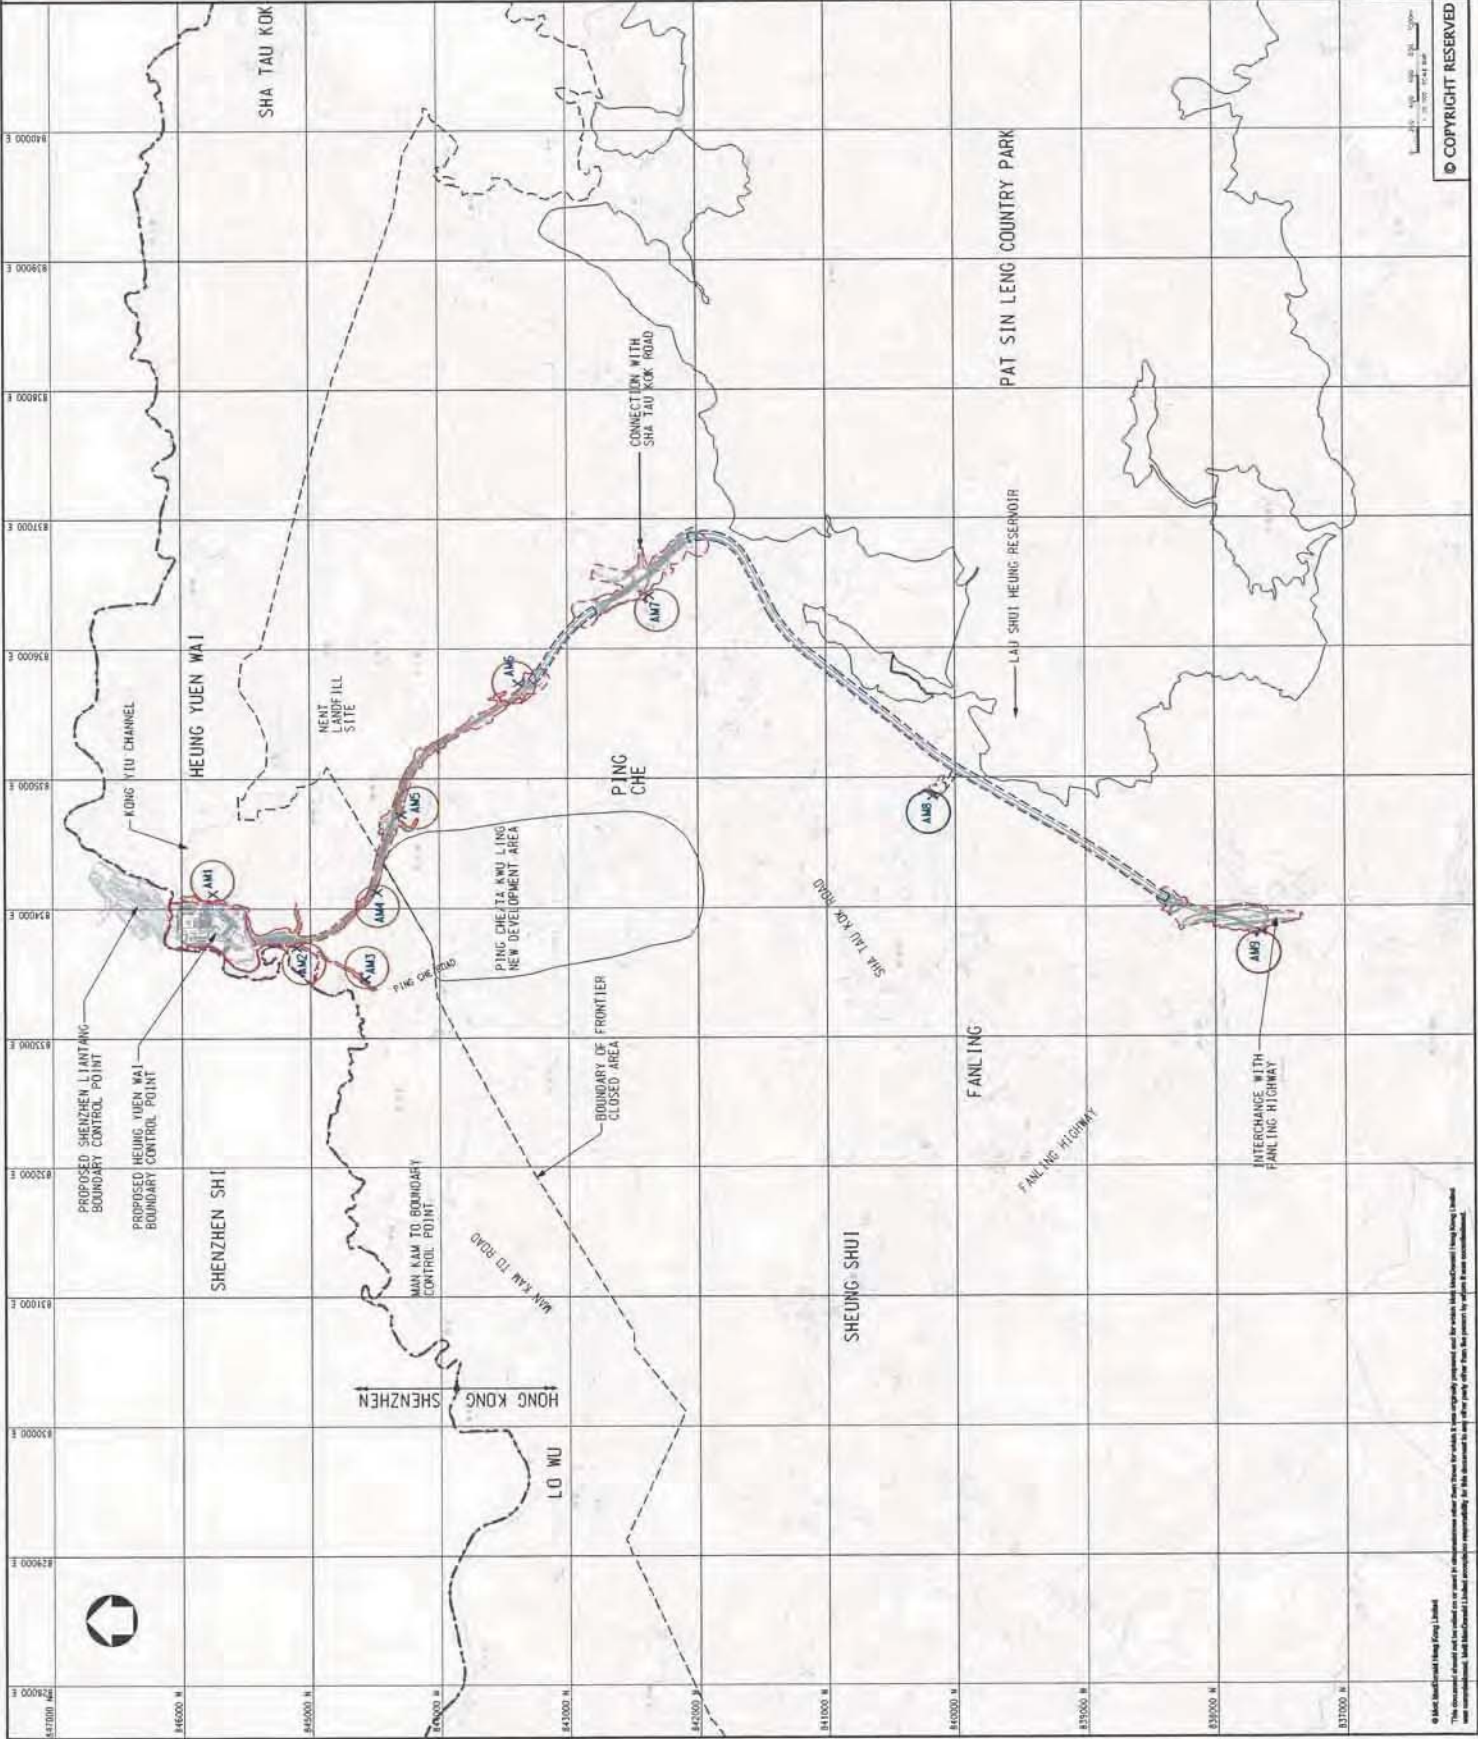 PROPOSED SHENZHEN LIANTANG
BOUNDARY CONTROL POINT
PROPOSED HEUNG YUEN WAI
BOUNDARY CONTROL POINT
KONG YIU CHANNEL
HEUNG YUEN WAI
SHA TAU KOK
SHENZHEN SHI
NENT
LANDFILL
SITE
AM1
AM2
AM3
AM4
AM5
AM6
AM7
AM8
AM9
PING CHE ROAD
MAN KAM TO BOUNDARY
CONTROL POINT
MAN KAM TO ROAD
SHENZHEN
HONG KONG
LO WU
PING CHE/TA KWU LING
NEW DEVELOPMENT AREA
PING
CHE
CONNECTION WITH
SHA TAU KOK ROAD
BOUNDARY OF FRONTIER
CLOSED AREA
SHEUNG SHUI
SHA TAU KOK ROAD
FANLING
FANLING HIGHWAY
LAU SHUI HEUNG RESERVOIR
PAT SIN LENG COUNTRY PARK
INTERCHANGE WITH
FANLING HIGHWAY
828000 E
829000 E
830000 E
831000 E
832000 E
833000 E
834000 E
835000 E
836000 E
837000 E
838000 E
839000 E
840000 E
847000 N
846000 N
845000 N
844000 N
843000 N
842000 N
841000 N
840000 N
839000 N
838000 N
837000 N
© COPYRIGHT RESERVED
© Mott MacDonald Hong Kong Limited